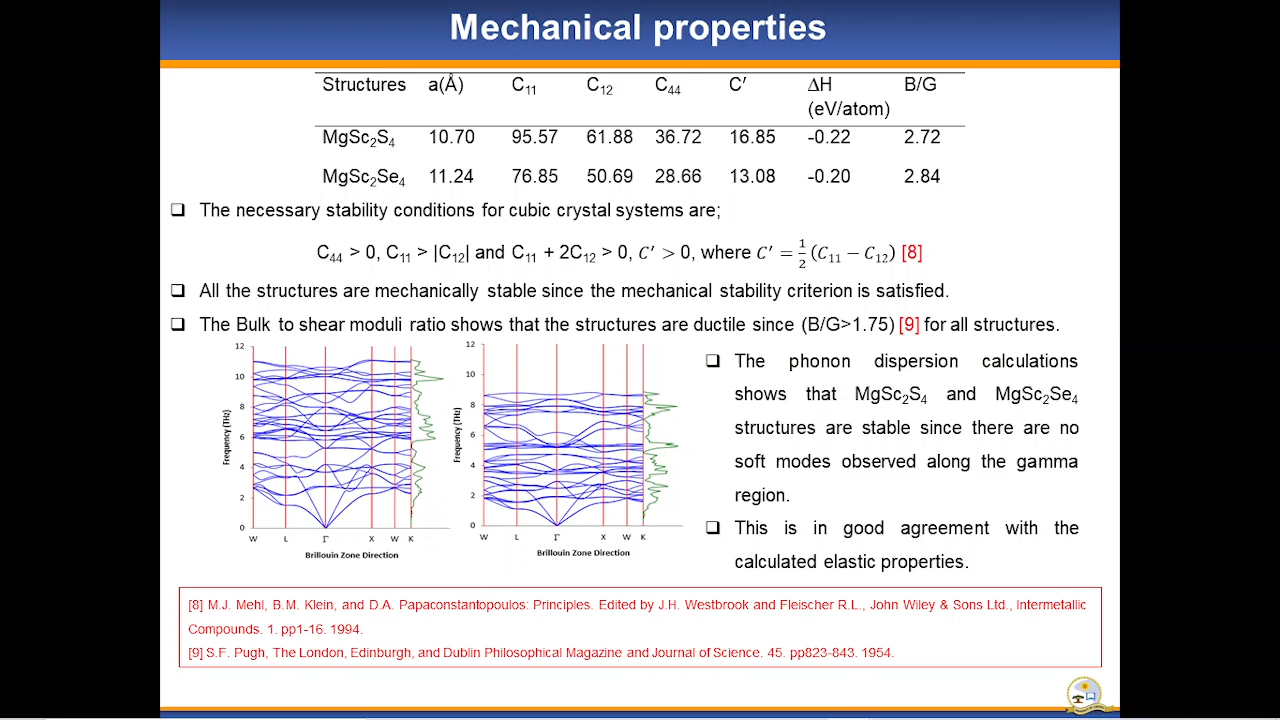 Mechanical properties
Structures a(Å) C₁₁ C₁₂ C₄₄ C′ ΔH (eV/atom) B/G
MgSc₂S₄ 10.70 95.57 61.88 36.72 16.85 -0.22 2.72
MgSc₂Se₄ 11.24 76.85 50.69 28.66 13.08 -0.20 2.84
❑ The necessary stability conditions for cubic crystal systems are;
C₄₄ > 0, C₁₁ > |C₁₂| and C₁₁ + 2C₁₂ > 0, C′ > 0, where C′ = ½ (C₁₁ − C₁₂) [8]
❑ All the structures are mechanically stable since the mechanical stability criterion is satisfied.
❑ The Bulk to shear moduli ratio shows that the structures are ductile since (B/G>1.75) [9] for all structures.
12
10
8
6
4
2
0
Frequency (THz)
W L Γ X W K
Brillouin Zone Direction
12
10
8
6
4
2
0
Frequency (THz)
W L Γ X W K
Brillouin Zone Direction
❑ The phonon dispersion calculations
shows that MgSc₂S₄ and MgSc₂Se₄
structures are stable since there are no
soft modes observed along the gamma
region.
❑ This is in good agreement with the
calculated elastic properties.
[8] M.J. Mehl, B.M. Klein, and D.A. Papaconstantopoulos: Principles. Edited by J.H. Westbrook and Fleischer R.L., John Wiley & Sons Ltd., Intermetallic
Compounds. 1. pp1-16. 1994.
[9] S.F. Pugh, The London, Edinburgh, and Dublin Philosophical Magazine and Journal of Science. 45. pp823-843. 1954.